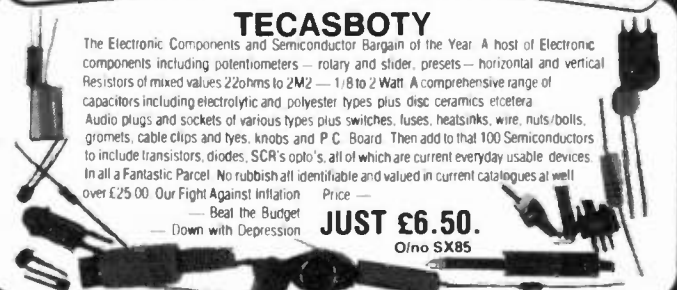 TECASBOTY
The Electronic Components and Semiconductor Bargain of the Year. A host of Electronic
components including potentiometers — rotary and slider, presets — horizontal and vertical
Resistors of mixed values 22ohms to 2M2 — 1/8 to 2 Watt. A comprehensive range of
capacitors including electrolytic and polyester types plus disc ceramics etcetera
Audio plugs and sockets of various types plus switches, fuses, heatsinks, wire, nuts/bolls,
gromets, cable clips and tyes, knobs and P.C. Board. Then add to that 100 Semiconductors
to include transistors, diodes, SCR's opto's, all of which are current everyday usable devices.
In all a Fantastic Parcel. No rubbish all identifiable and valued in current catalogues at well
over £25.00. Our Fight Against Inflation Price —
— Beat the Budget
— Down with Depression JUST £6.50.
O/no SX85